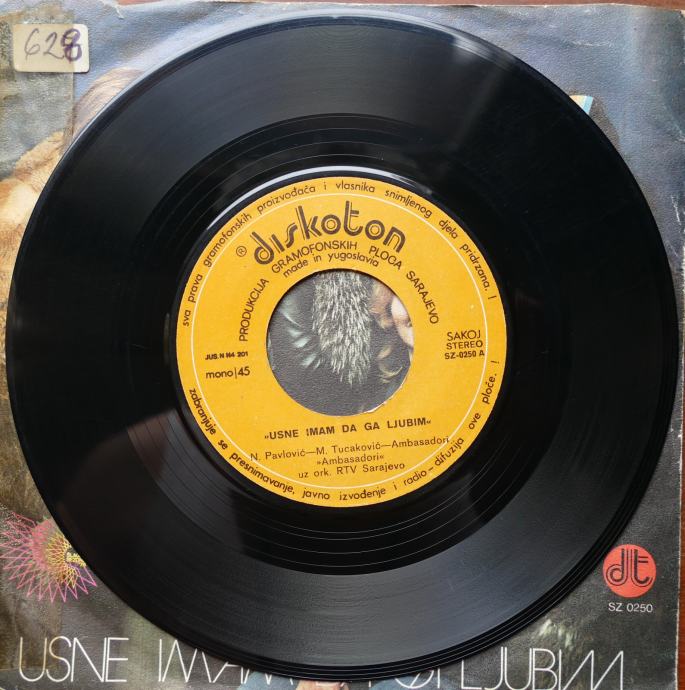 628
sva prava gramofonskih proizvođača i vlasnika snimljenog djela pridržana. !
® diskoton
PRODUKCIJA GRAMOFONSKIH PLOČA SARAJEVO
made in yugoslavia
JUS.N N4 201
mono|45
SAKOJ
STEREO
SZ-0250 A
»USNE IMAM DA GA LJUBIM«
N. Pavlović—M. Tucaković—Ambasadori
»Ambasadori«
uz ork. RTV Sarajevo
zabranjuje se presnimavanje, javno izvođenje i radio-difuzija ove ploče. !
dt
SZ 0250
USNE IMAM LJUBIM